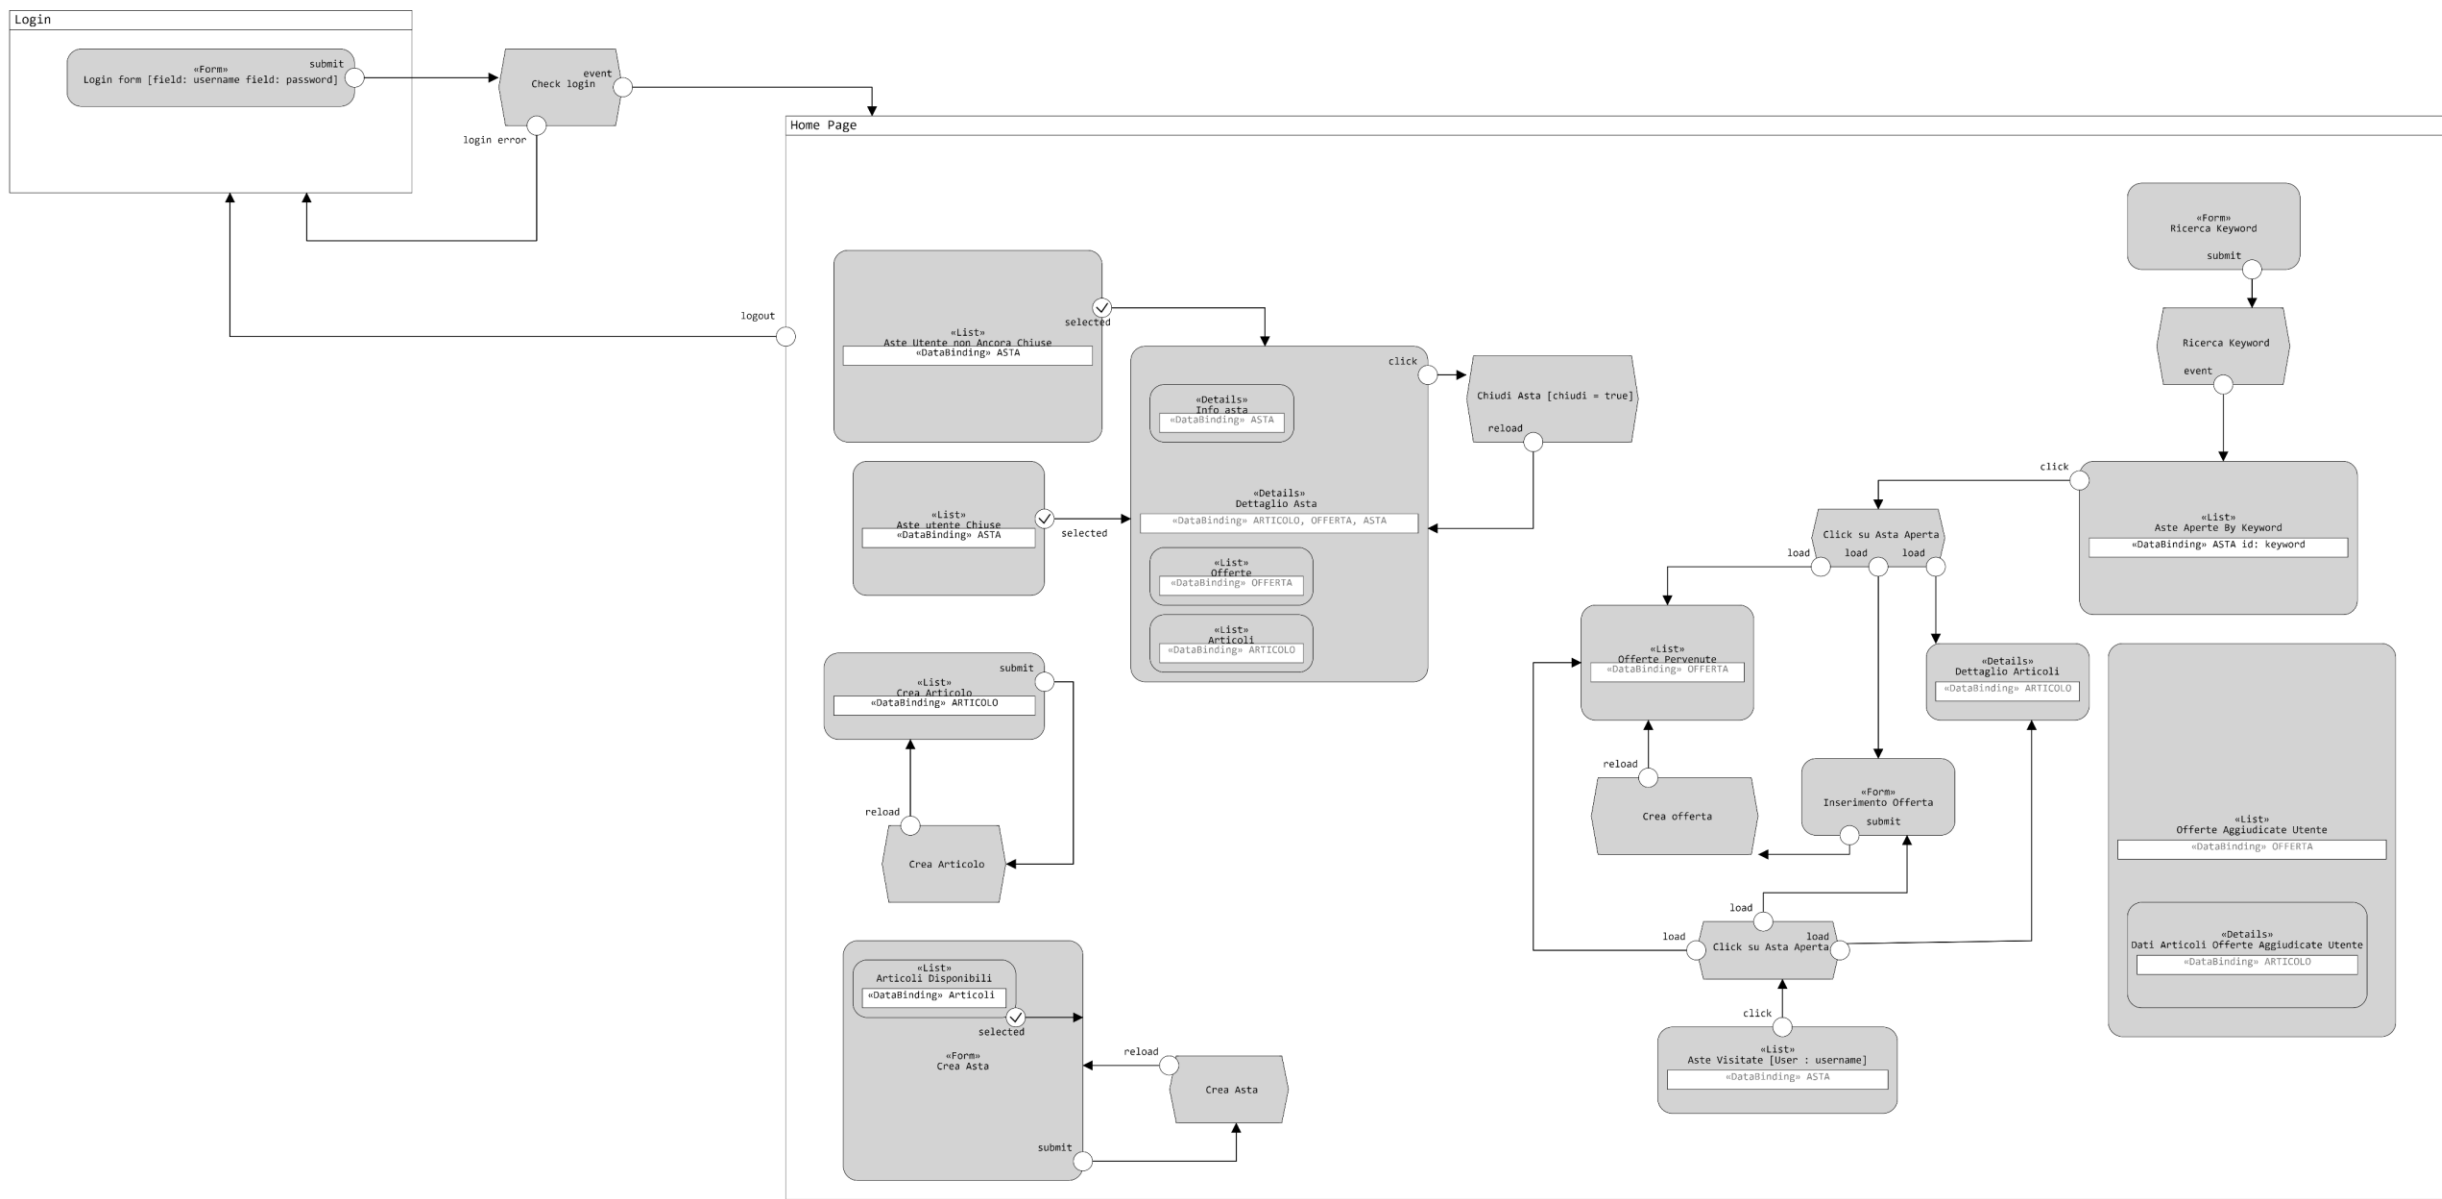 Login
«Form»
Login form [field: username field: password]
submit
event
Check login
login error
Home Page
logout
«List»
Aste Utente non Ancora Chiuse
«DataBinding» ASTA
selected
«List»
Aste utente Chiuse
«DataBinding» ASTA
selected
click
«Details»
Info asta
«DataBinding» ASTA
«Details»
Dettaglio Asta
«DataBinding» ARTICOLO, OFFERTA, ASTA
«List»
Offerte
«DataBinding» OFFERTA
«List»
Articoli
«DataBinding» ARTICOLO
Chiudi Asta [chiudi = true]
reload
«List»
Crea Articolo
«DataBinding» ARTICOLO
submit
reload
Crea Articolo
«List»
Articoli Disponibili
«DataBinding» Articoli
selected
«Form»
Crea Asta
submit
reload
Crea Asta
«Form»
Ricerca Keyword
submit
Ricerca Keyword
event
click
«List»
Aste Aperte By Keyword
«DataBinding» ASTA id: keyword
Click su Asta Aperta
load
load
load
«List»
Offerte Pervenute
«DataBinding» OFFERTA
«Details»
Dettaglio Articoli
«DataBinding» ARTICOLO
reload
Crea offerta
«Form»
Inserimento Offerta
submit
load
load
load
Click su Asta Aperta
click
«List»
Aste Visitate [User : username]
«DataBinding» ASTA
«List»
Offerte Aggiudicate Utente
«DataBinding» OFFERTA
«Details»
Dati Articoli Offerte Aggiudicate Utente
«DataBinding» ARTICOLO